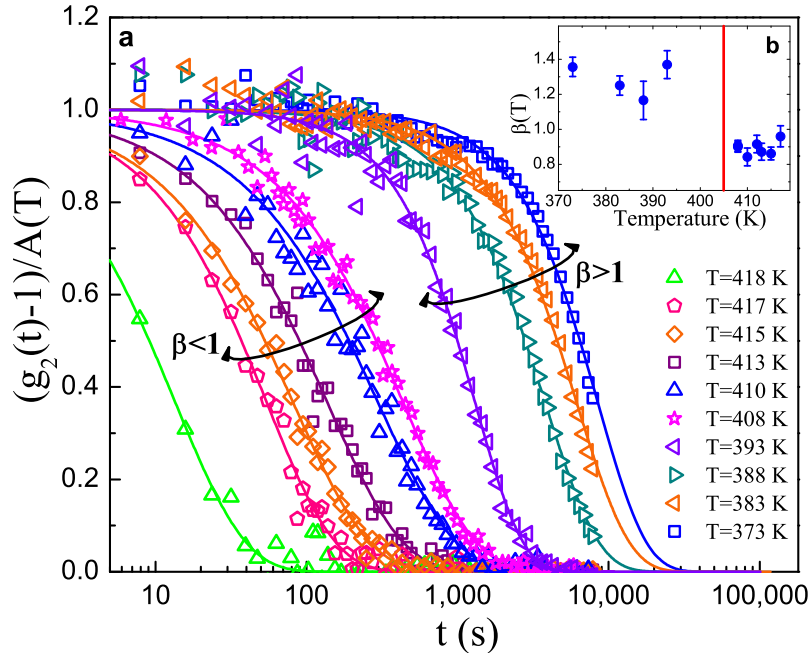 a
b
(g₂(t)-1)/A(T)
1.2
1.0
0.8
0.6
0.4
0.2
0.0
10
100
1,000
10,000
100,000
t (s)
β<1
β>1
β(T)
1.4
1.2
1.0
0.8
370
380
390
400
410
Temperature (K)
T=418 K
T=417 K
T=415 K
T=413 K
T=410 K
T=408 K
T=393 K
T=388 K
T=383 K
T=373 K